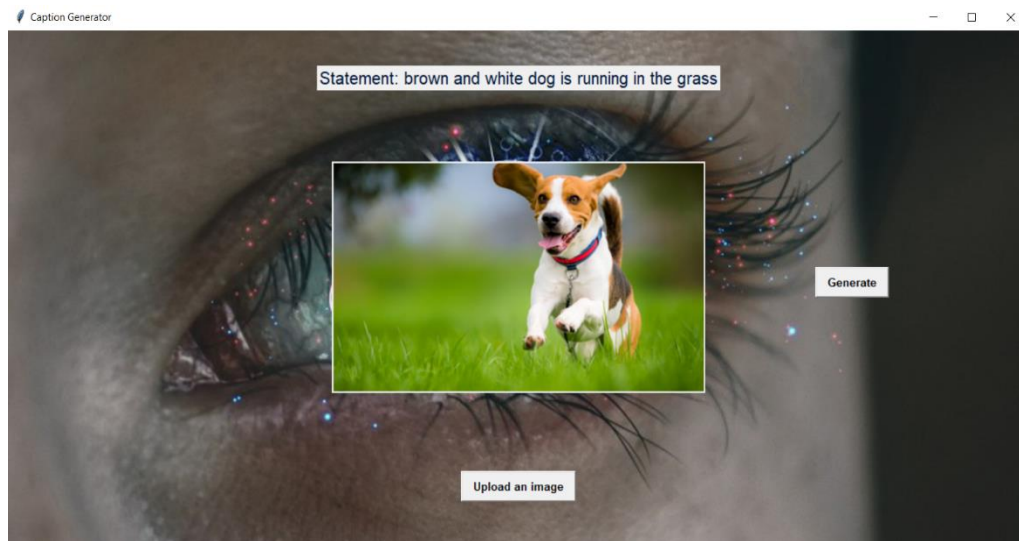 Caption Generator
Statement: brown and white dog is running in the grass
Generate
Upload an image